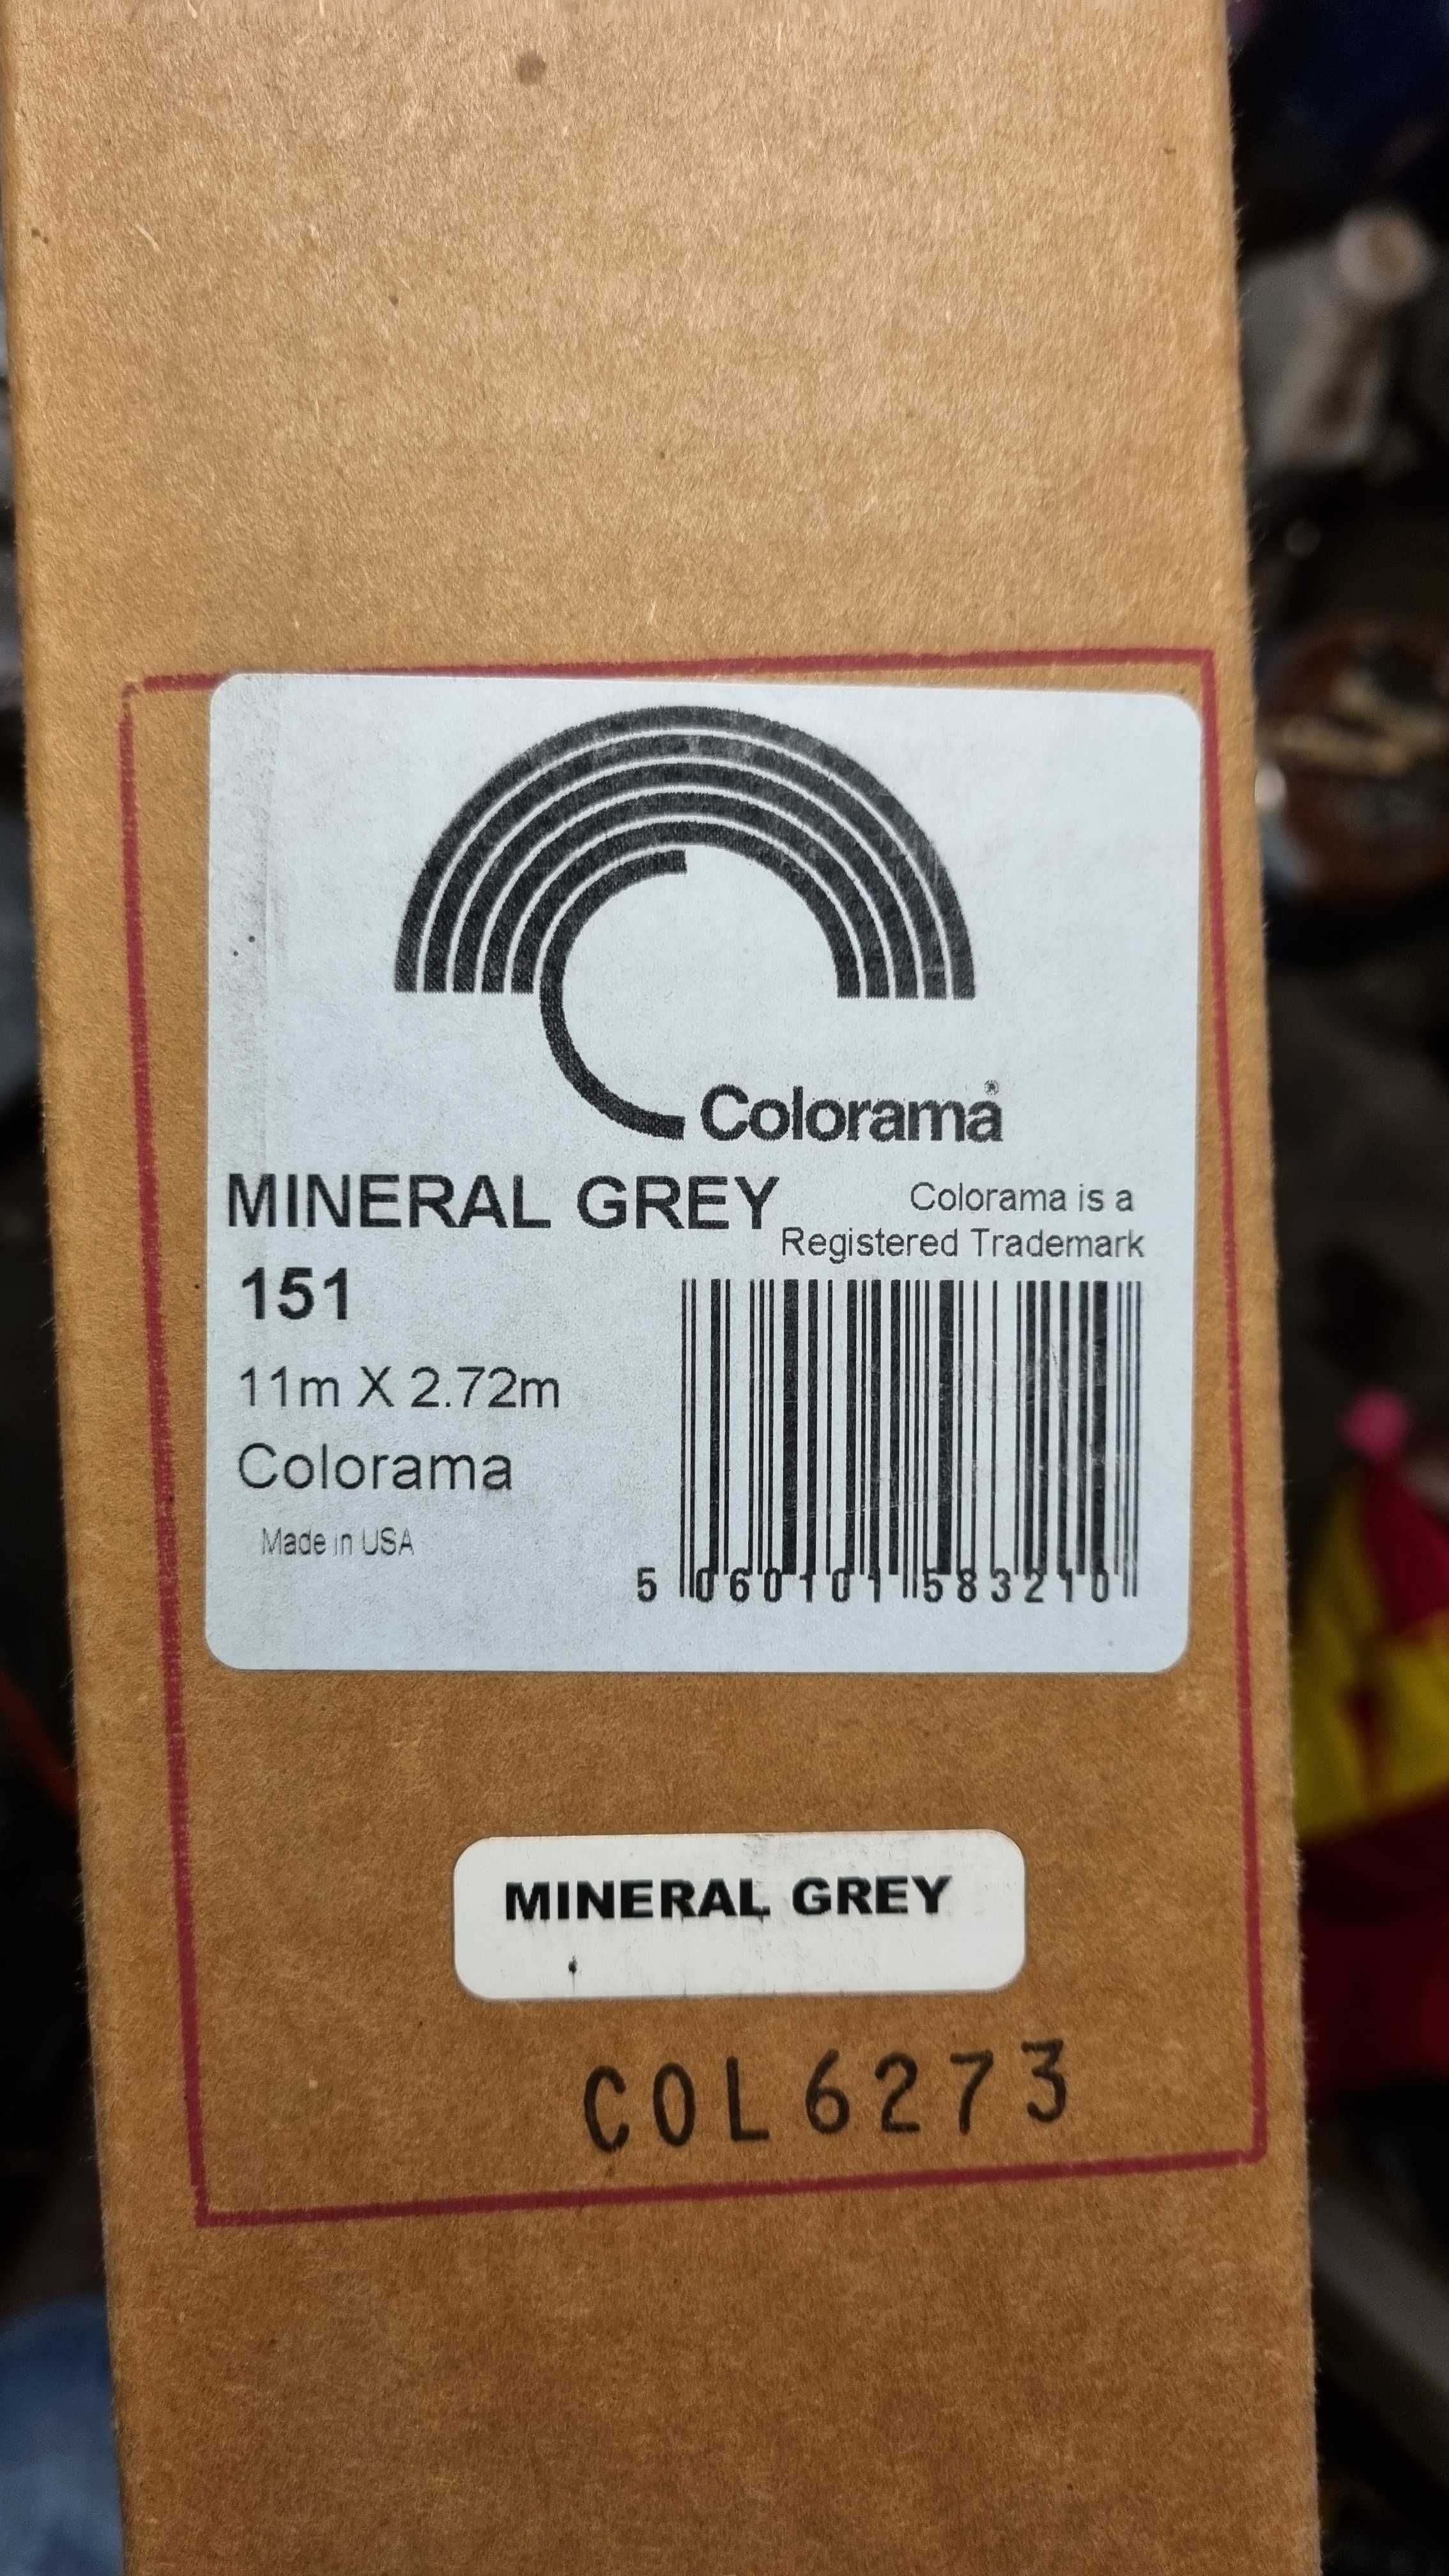 Colorama®
MINERAL GREY
Colorama is a
Registered Trademark
151
11m X 2.72m
Colorama
Made in USA
5 060101 583210
MINERAL GREY
COL6273